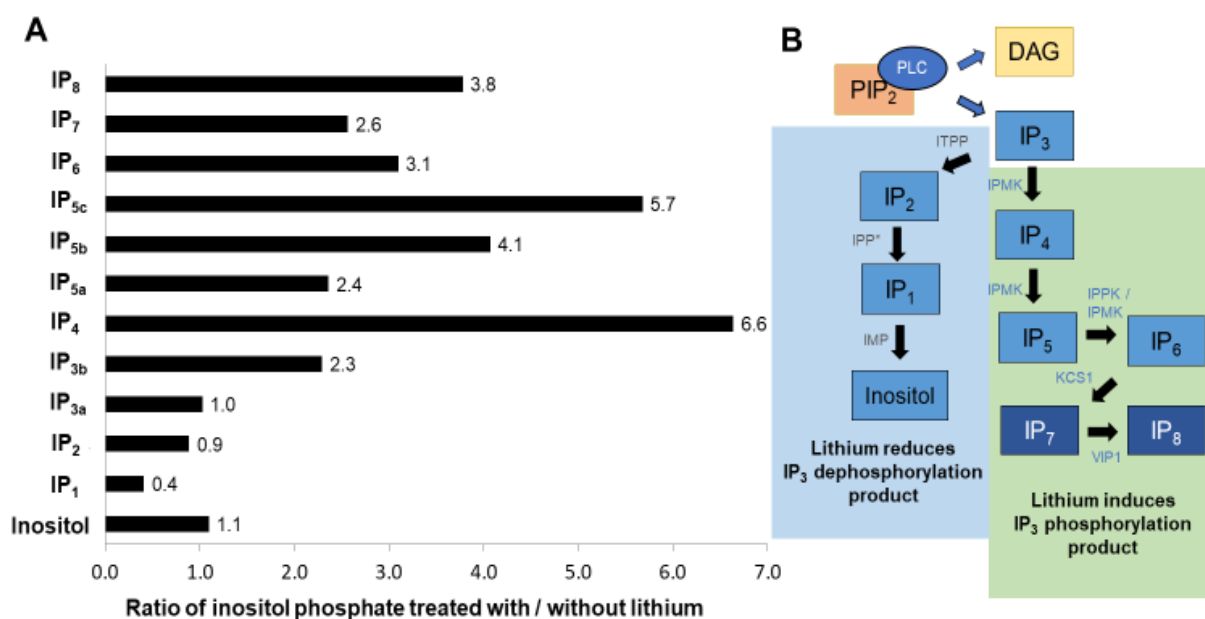 A
IP₈ 3.8
IP₇ 2.6
IP₆ 3.1
IP₅c 5.7
IP₅b 4.1
IP₅a 2.4
IP₄ 6.6
IP₃b 2.3
IP₃a 1.0
IP₂ 0.9
IP₁ 0.4
Inositol 1.1
0.0 1.0 2.0 3.0 4.0 5.0 6.0 7.0
Ratio of inositol phosphate treated with / without lithium
B
PLC
DAG
PIP₂
IP₃
ITPP
IPMK
IP₂
IP₄
IPP*
IPMK
IPPK /
IPMK
IP₁
IP₅
IP₆
IMP
KCS1
Inositol
IP₇
IP₈
VIP1
Lithium reduces
IP₃ dephosphorylation
product
Lithium induces
IP₃ phosphorylation
product